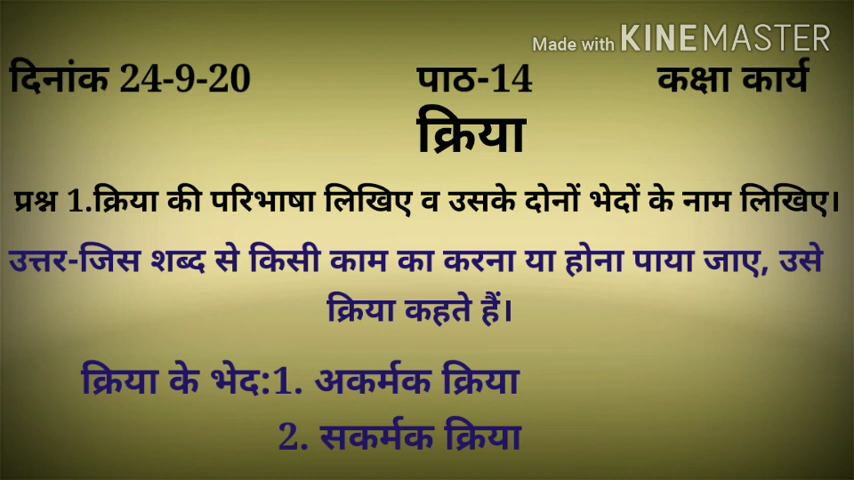 Made with KINEMASTER
दिनांक 24-9-20 पाठ-14 कक्षा कार्य
क्रिया
प्रश्न 1.क्रिया की परिभाषा लिखिए व उसके दोनों भेदों के नाम लिखिए।
उत्तर-जिस शब्द से किसी काम का करना या होना पाया जाए, उसे
क्रिया कहते हैं।
क्रिया के भेद:1. अकर्मक क्रिया
2. सकर्मक क्रिया